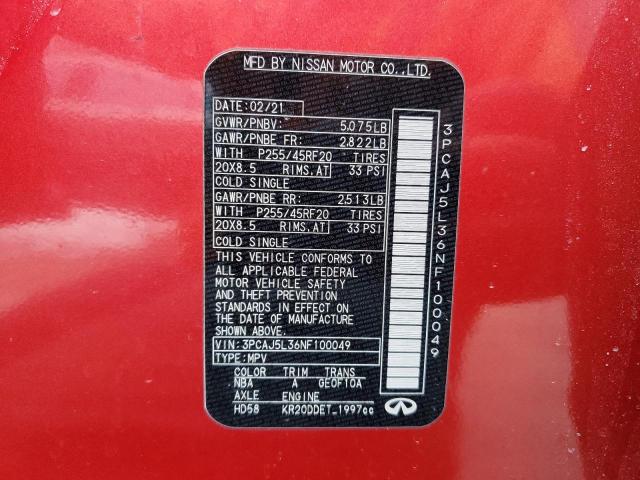 MFD BY NISSAN MOTOR CO.,LTD.
DATE: 02/21
GVWR/PNBV: 5,075LB
GAWR/PNBE FR: 2,822LB
WITH P255/45RF20 TIRES
20X8.5 RIMS,AT 33 PSI
COLD SINGLE
GAWR/PNBE RR: 2,513LB
WITH P255/45RF20 TIRES
20X8.5 RIMS,AT 33 PSI
COLD SINGLE
THIS VEHICLE CONFORMS TO
ALL APPLICABLE FEDERAL
MOTOR VEHICLE SAFETY
AND THEFT PREVENTION
STANDARDS IN EFFECT ON
THE DATE OF MANUFACTURE
SHOWN ABOVE.
VIN: 3PCAJ5L36NF100049
TYPE: MPV
COLOR TRIM TRANS
NBA A GE0F10A
AXLE ENGINE
HD58 KR20DDET_1997cc
3PCAJ5L36NF100049